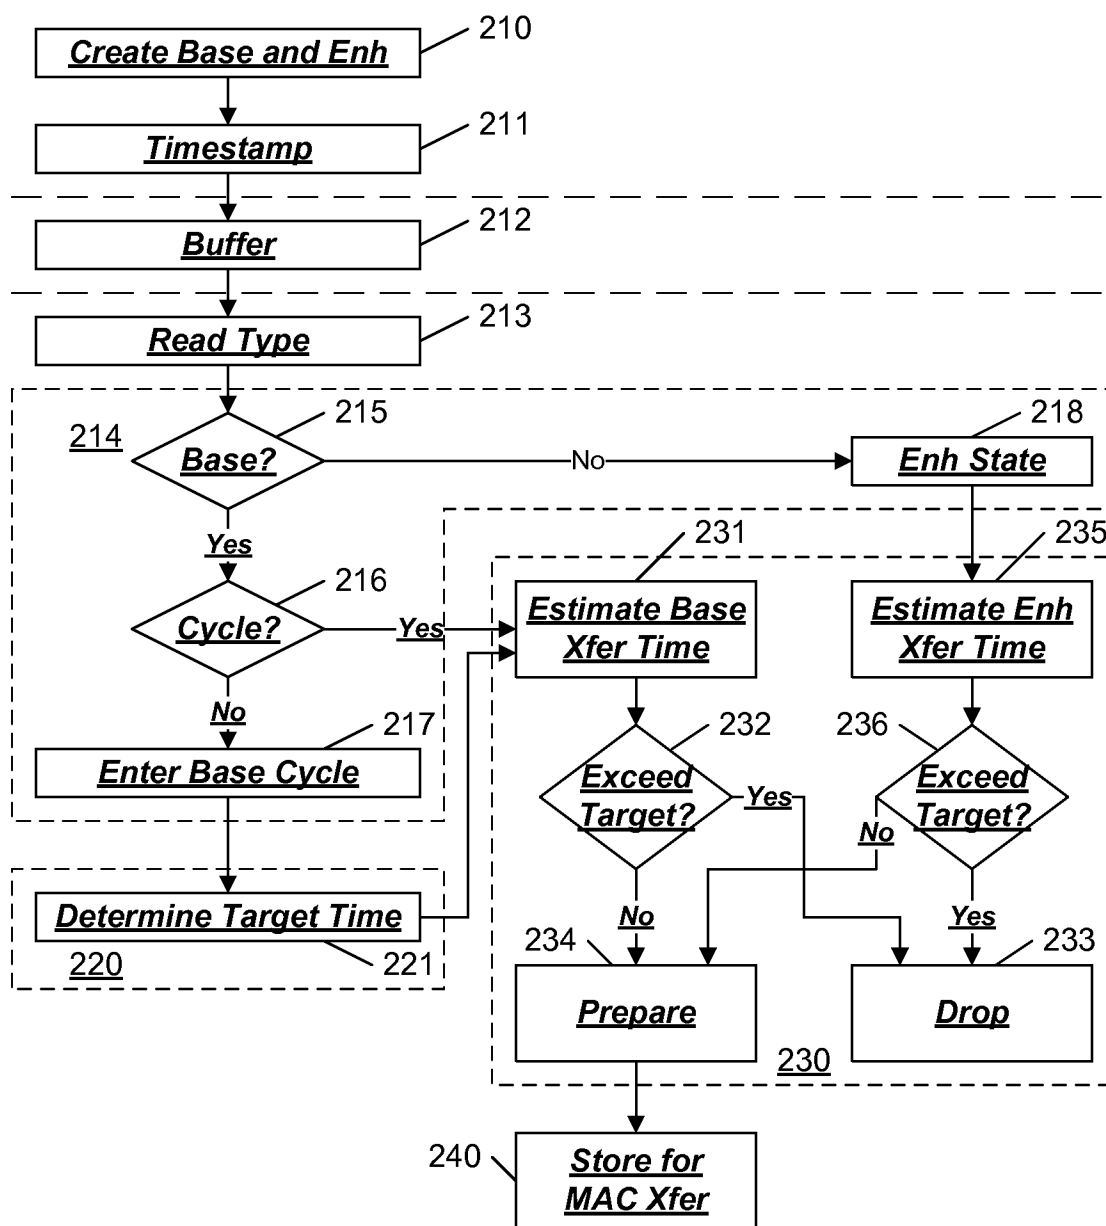 210
Create Base and Enh
211
Timestamp
212
Buffer
213
Read Type
215
214
Base?
No
218
Enh State
Yes
231
235
216
Cycle?
Yes
Estimate Base
Xfer Time
Estimate Enh
Xfer Time
No
217
Enter Base Cycle
232
236
Exceed
Target?
Yes
Exceed
Target?
No
Determine Target Time
220
221
No
Yes
234
233
Prepare
Drop
230
240
Store for
MAC Xfer